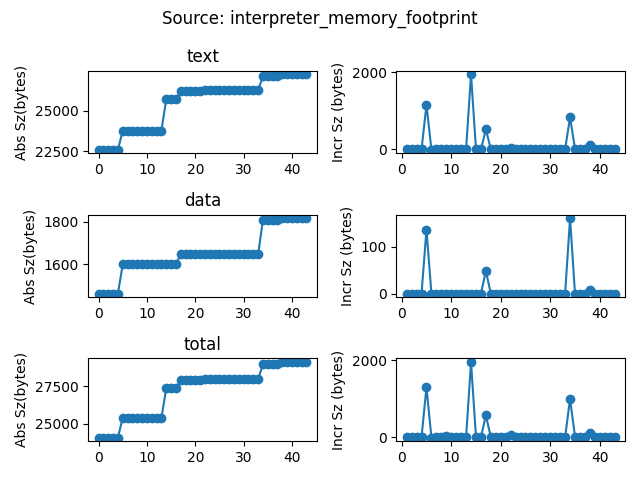 Source: interpreter_memory_footprint
text
Abs Sz(bytes)
25000
22500
0 10 20 30 40
Incr Sz (bytes)
2000
0
0 10 20 30 40
data
Abs Sz(bytes)
1800
1600
0 10 20 30 40
Incr Sz (bytes)
100
0
0 10 20 30 40
total
Abs Sz(bytes)
27500
25000
0 10 20 30 40
Incr Sz (bytes)
2000
0
0 10 20 30 40